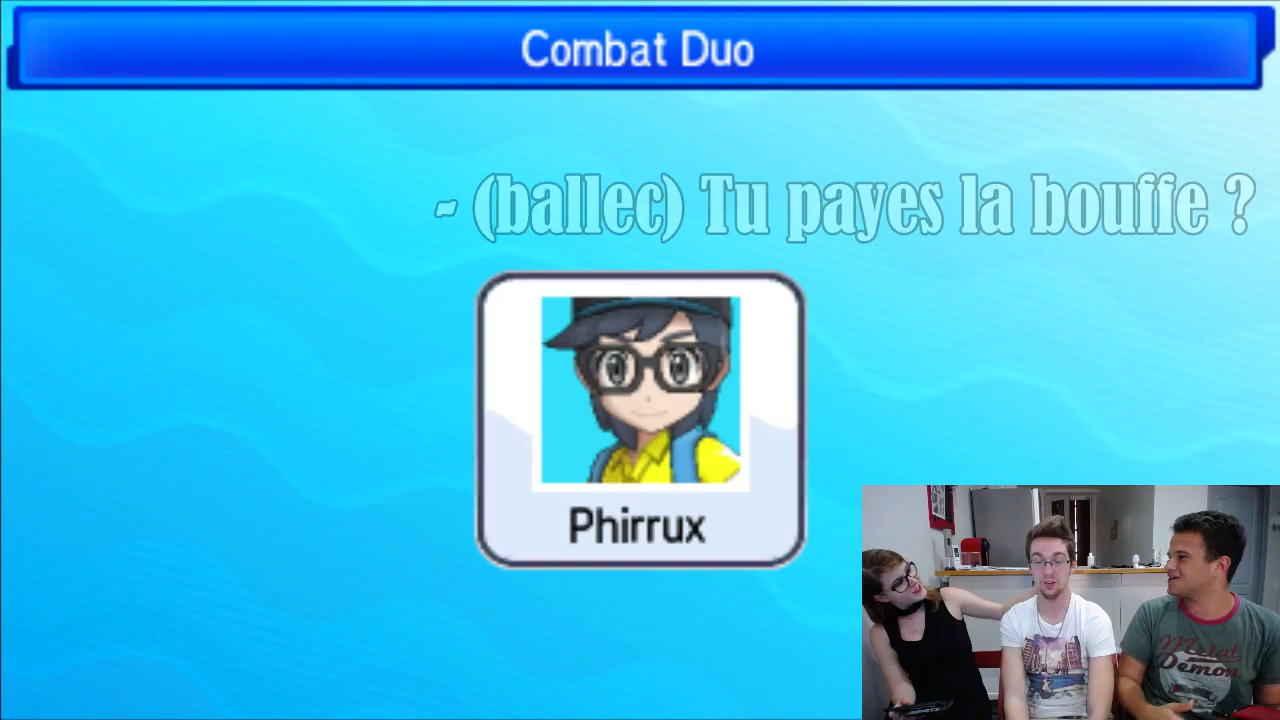 Combat Duo
- (ballec) Tu payes la bouffe ?
Phirrux
Metal
Demon